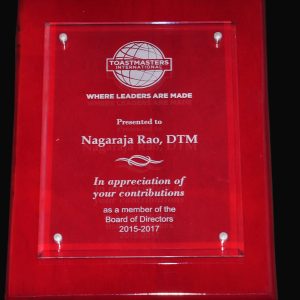 TOASTMASTERS
INTERNATIONAL
WHERE LEADERS ARE MADE
Presented to
Nagaraja Rao, DTM
In appreciation of
your contributions
as a member of the
Board of Directors
2015-2017